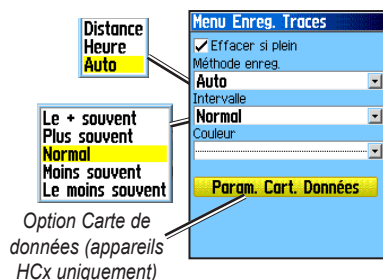 Distance
Heure
Auto
Menu Enreg. Traces
Effacer si plein
Méthode enreg.
Auto
Intervalle
Normal
Couleur
Param. Cart. Données
Le + souvent
Plus souvent
Normal
Moins souvent
Le moins souvent
Option Carte de
données (appareils
HCx uniquement)